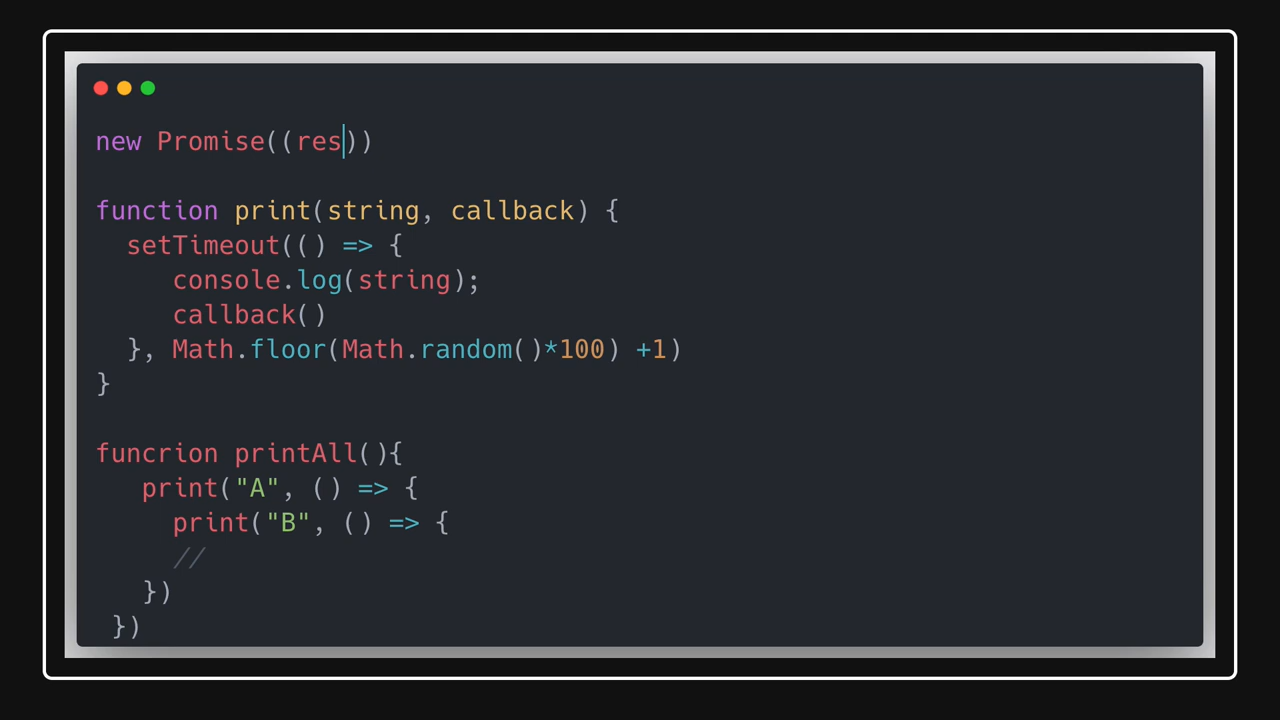 new Promise((res))
function print(string, callback) {
setTimeout(() => {
console.log(string);
callback()
}, Math.floor(Math.random()*100) +1)
}
funcrion printAll(){
print("A", () => {
print("B", () => {
//
})
})